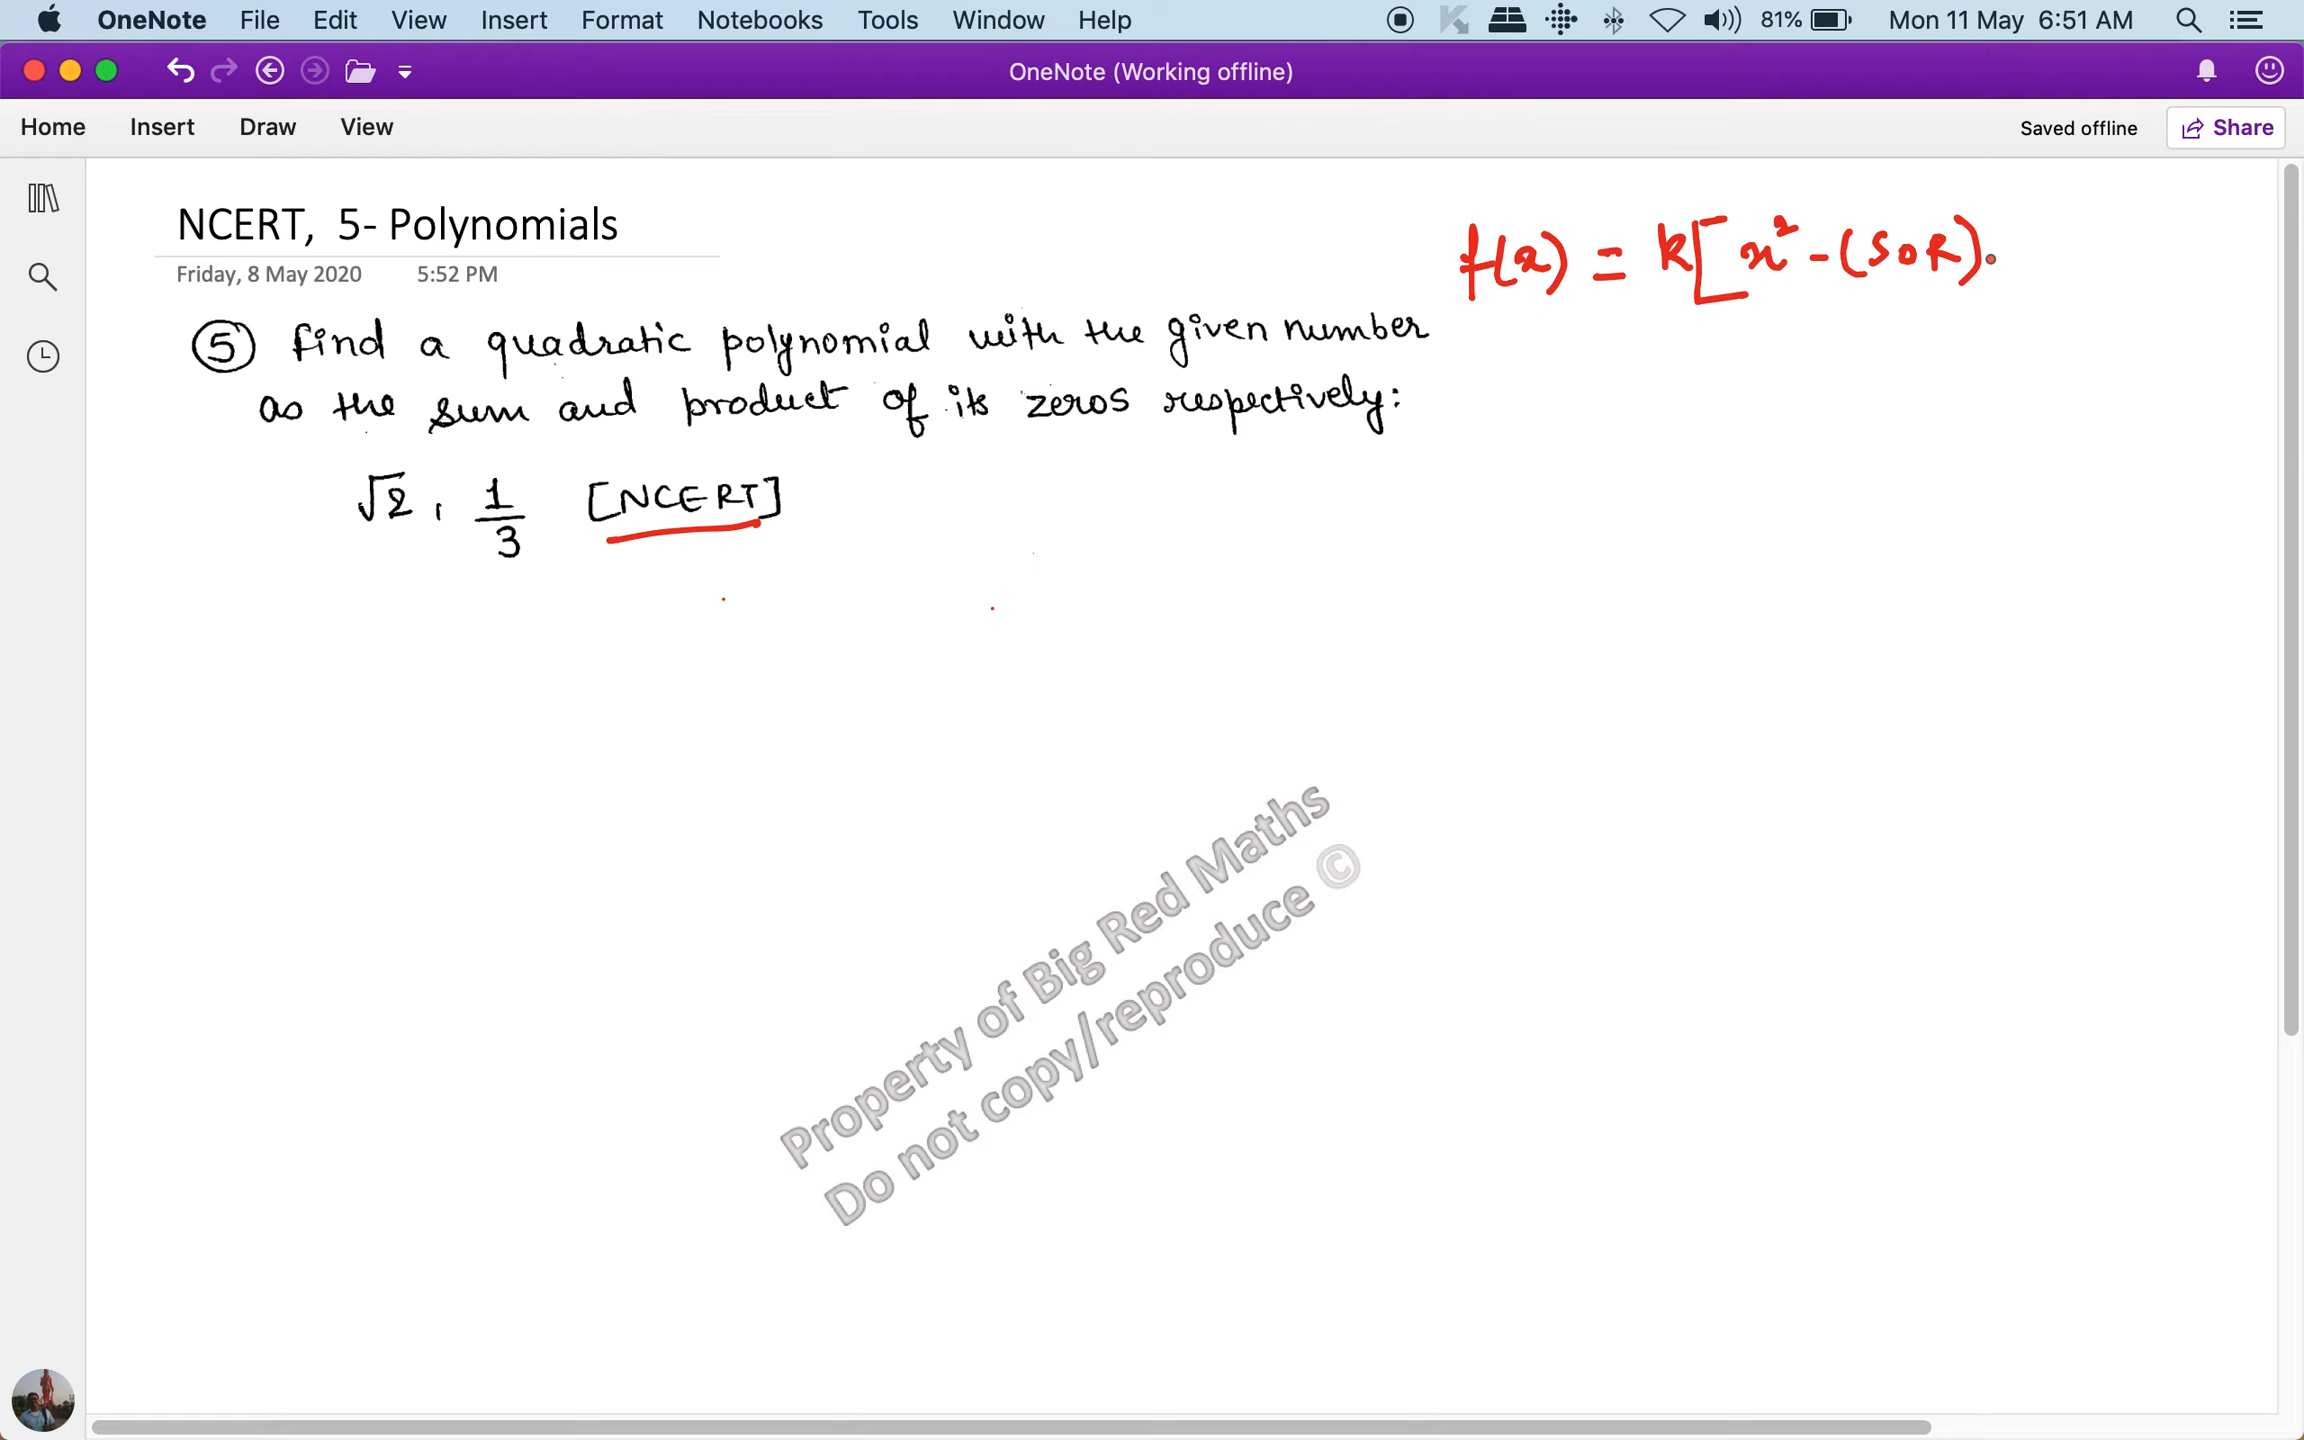 OneNote File Edit View Insert Format Notebooks Tools Window Help 81% Mon 11 May 6:51 AM
OneNote (Working offline)
Home Insert Draw View Saved offline Share
NCERT, 5- Polynomials
Friday, 8 May 2020 5:52 PM
f(x) = k[x² - (SOR)
⑤ find a quadratic polynomial with the given number
as the sum and product of its zeros respectively:
√2, 1/3 [NCERT]
Property of Big Red Maths
Do not copy/reproduce ©